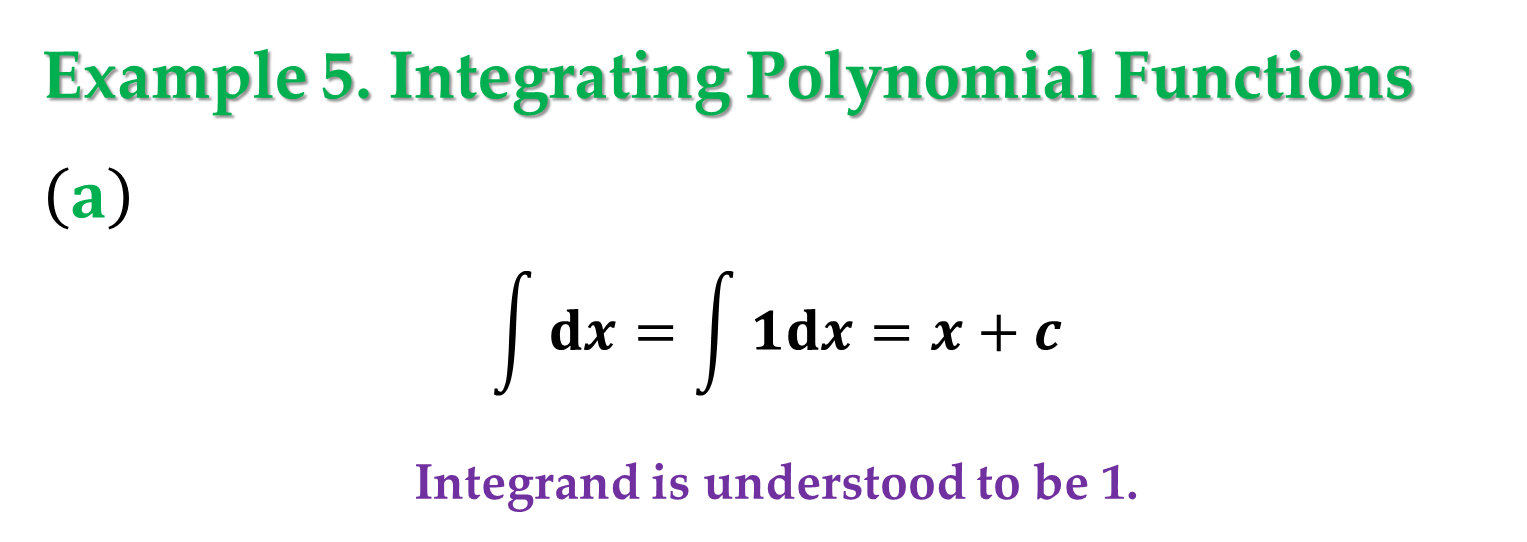 Example 5. Integrating Polynomial Functions
(a)
∫ dx = ∫ 1dx = x + c
Integrand is understood to be 1.